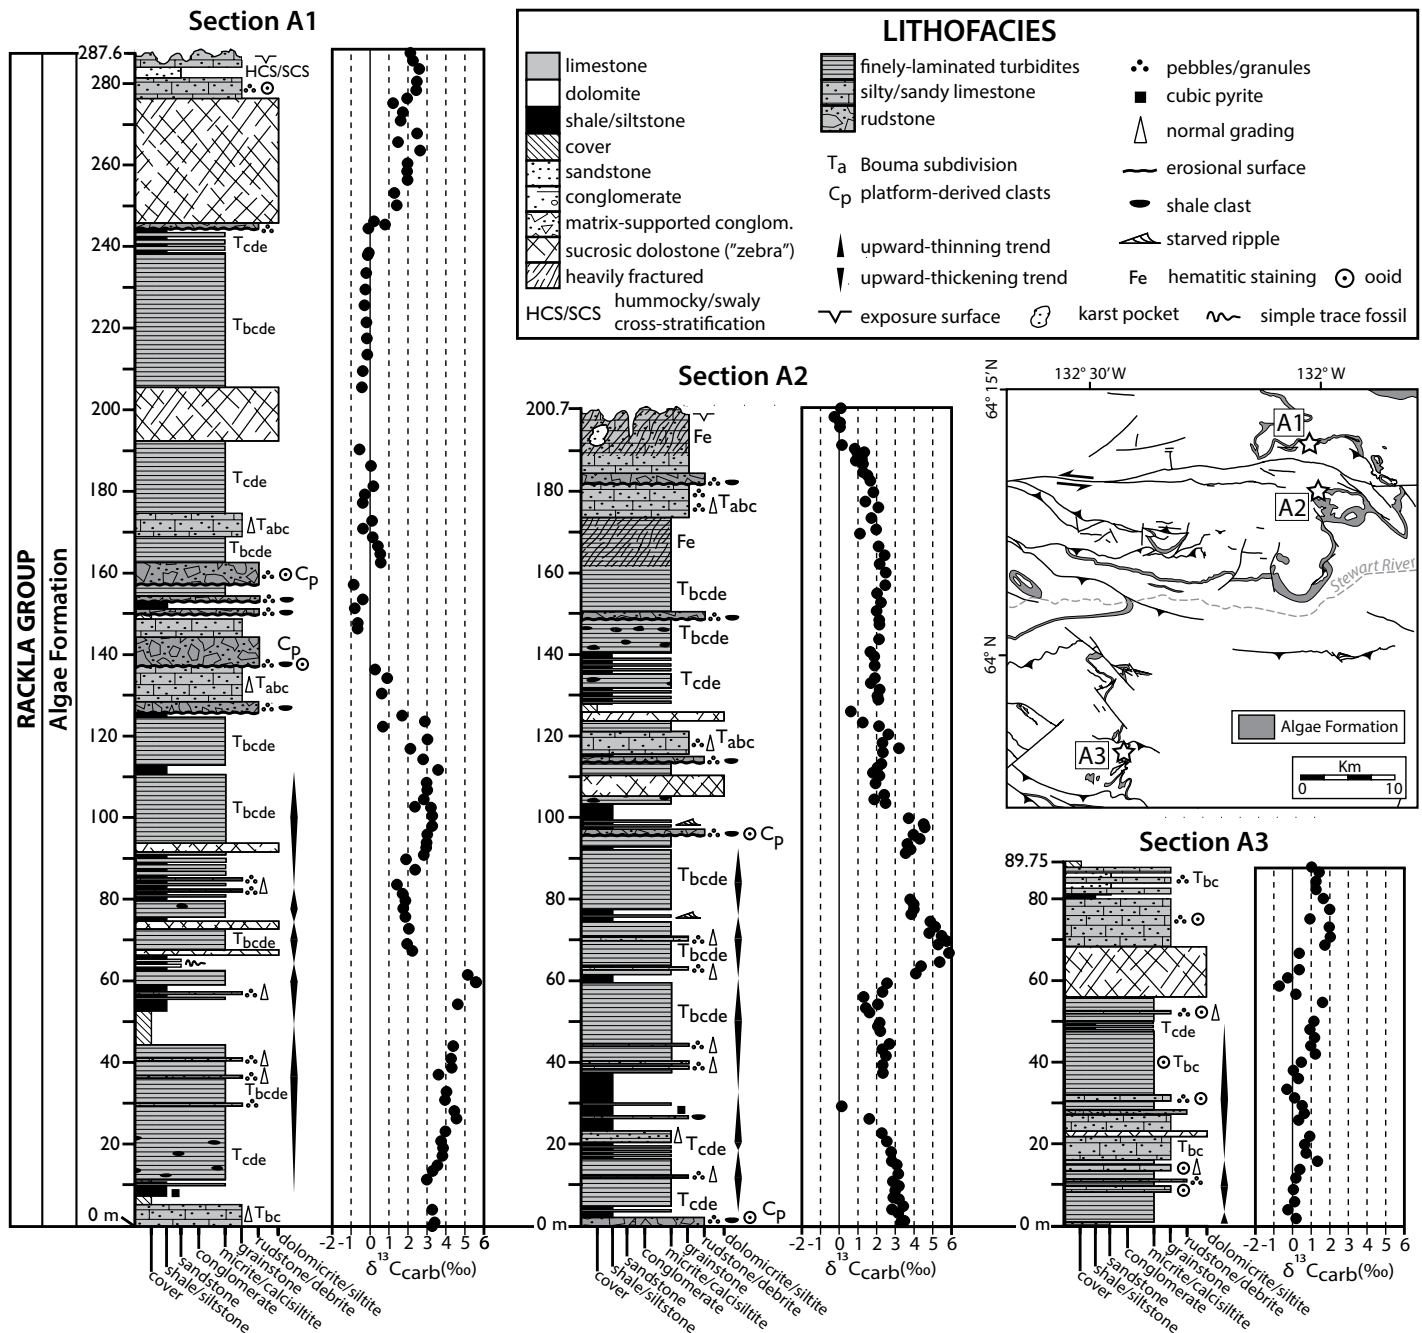 Section A1
287.6
280
260
240
220
200
180
160
140
120
100
80
60
40
20
0 m
RACKLA GROUP
Algae Formation
HCS/SCS
Tcde
Tbcde
Tcde
Tabc
Tbcde
Cp
Cp
Tabc
Tbcde
Tbcde
Tbcde
Tbcde
Tcde
Tbc
-2 -1 0 1 2 3 4 5 6
δ¹³Ccarb(‰)
cover
shale/siltstone
sandstone
conglomerate
micrite/calcisiltite
grainstone
rudstone/debrite
dolomicrite/siltite
LITHOFACIES
limestone
dolomite
shale/siltstone
cover
sandstone
conglomerate
matrix-supported conglom.
sucrosic dolostone ("zebra")
heavily fractured
HCS/SCS hummocky/swaly
cross-stratification
finely-laminated turbidites
silty/sandy limestone
rudstone
Ta Bouma subdivision
Cp platform-derived clasts
upward-thinning trend
upward-thickening trend
exposure surface
karst pocket
simple trace fossil
pebbles/granules
cubic pyrite
normal grading
erosional surface
shale clast
starved ripple
Fe hematitic staining
ooid
Section A2
200.7
180
160
140
120
100
80
60
40
20
0 m
Fe
Tabc
Fe
Tbcde
Tbcde
Tcde
Tabc
Cp
Tbcde
Tbcde
Tbcde
Tcde
Tcde
Cp
-2 -1 0 1 2 3 4 5 6
δ¹³Ccarb(‰)
cover
shale/siltstone
sandstone
conglomerate
micrite/calcisiltite
grainstone
rudstone/debrite
dolomicrite/siltite
132° 30' W
132° W
64° 15' N
64° N
A1
A2
A3
Stewart River
Algae Formation
Km
0 10
Section A3
89.75
80
60
40
20
0 m
Tbc
Tcde
Tbc
Tbc
-2 -1 0 1 2 3 4 5 6
δ¹³Ccarb(‰)
cover
shale/siltstone
sandstone
conglomerate
micrite/calcisiltite
grainstone
rudstone/debrite
dolomicrite/siltite